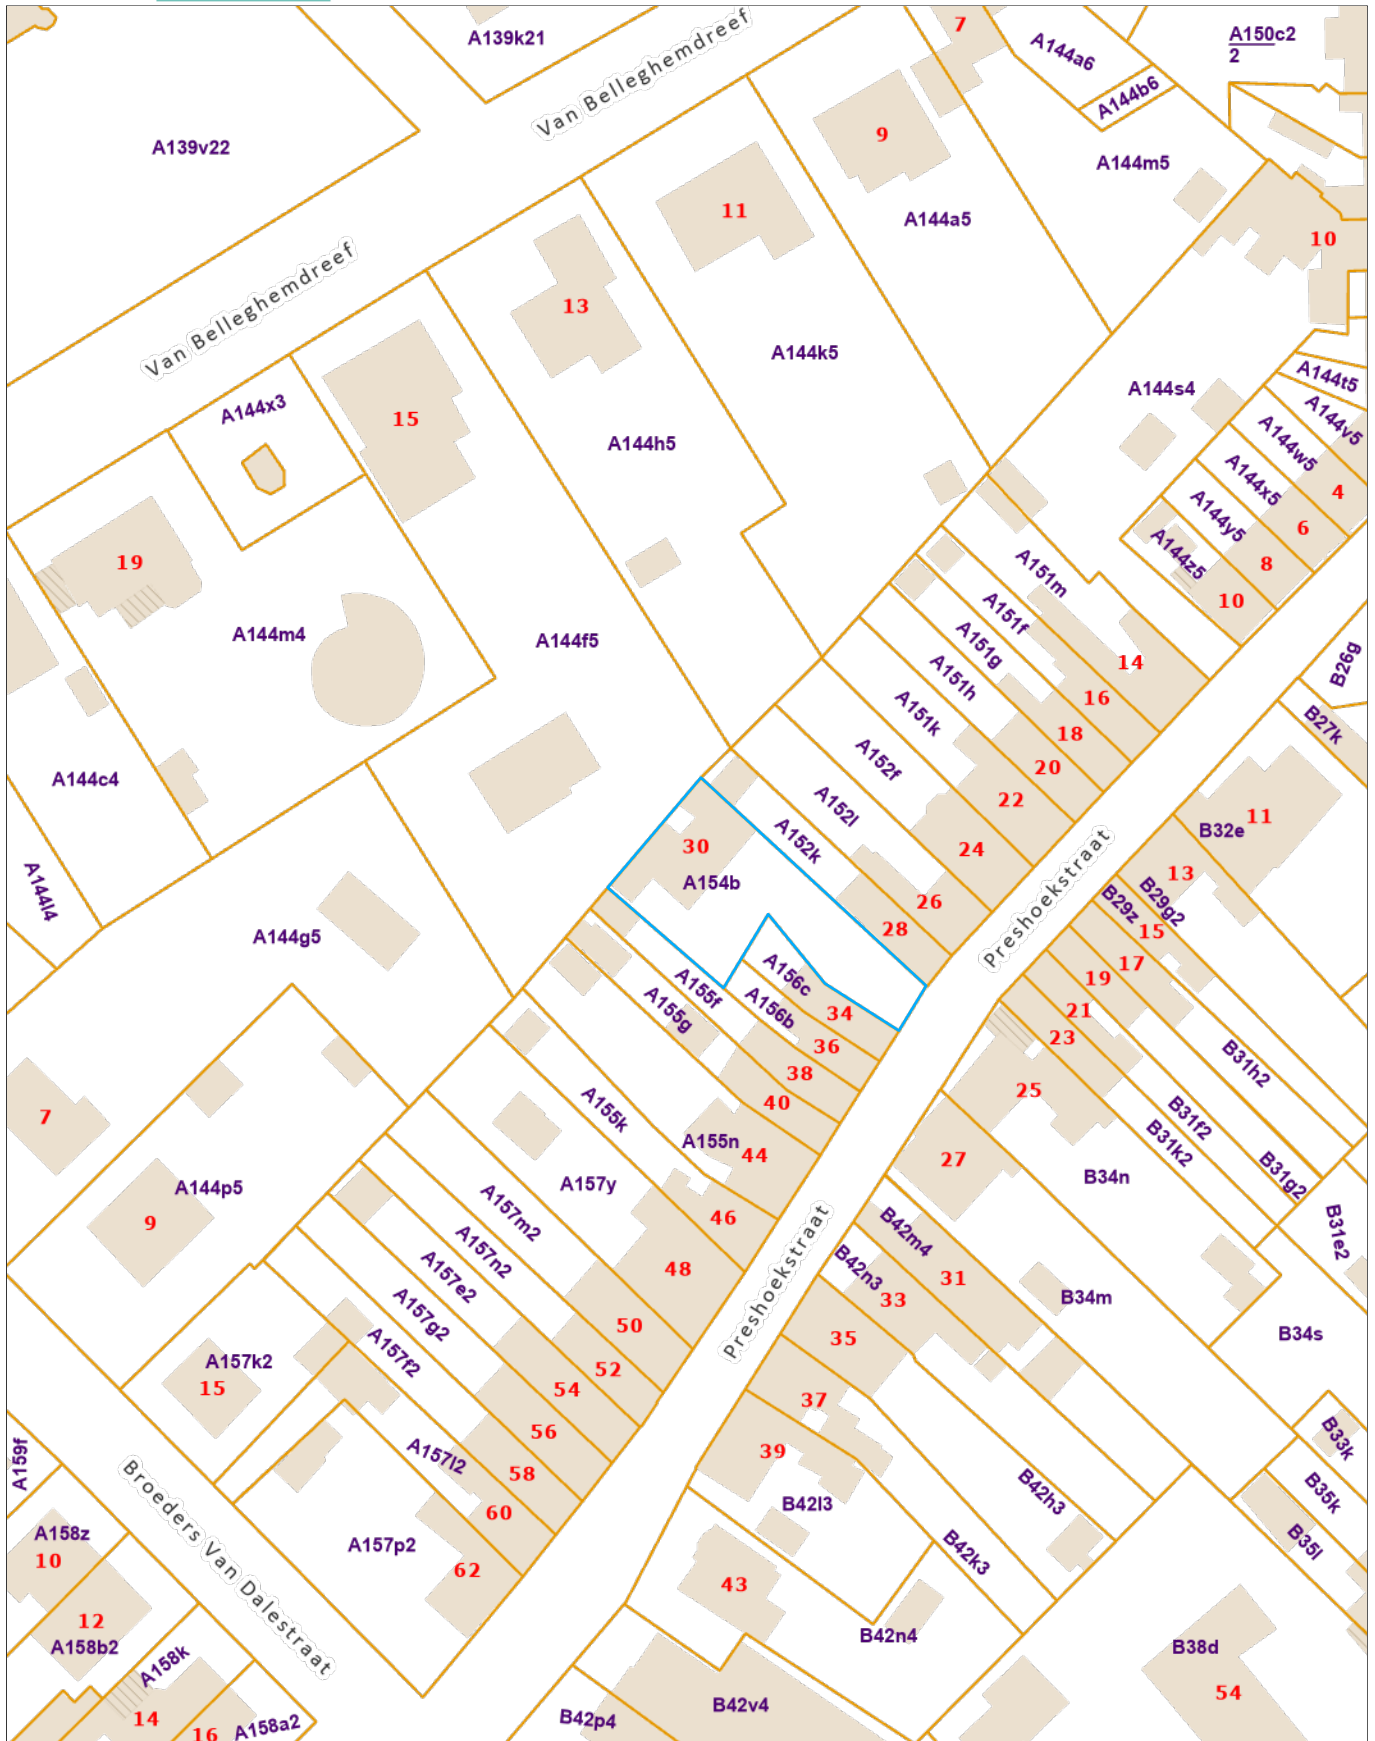 A139k21
Van Belleghemdreef
7
A144a6
A150c2
2
A144b6
A139v22
9
A144m5
11
A144a5
10
Van Belleghemdreef
13
A144k5
A144t5
A144s4
A144x3
15
A144v5
A144h5
A144w5
A144x5
4
A144y5
6
19
A144z5
8
A151m
10
A144m4
A144f5
A151f
A151g
14
B26g
A151h
16
A151k
18
B27k
A144c4
A152f
20
22
A152l
11
B32e
A152k
24
30
A154b
13
A144l4
Preshoekstraat
B29g2
B29z
26
28
15
A144g5
17
A156c
19
A155f
A156b
A155g
34
21
23
36
B31h2
38
25
40
A155k
7
B31f2
A155n
B31k2
44
27
A157y
B34n
B31g2
A144p5
9
A157m2
46
B42m4
B31e2
A157n2
Preshoekstraat
48
B42n3
A157e2
31
B34m
A157g2
33
50
B34s
A157f2
35
A157k2
15
52
54
37
56
B33k
39
A159f
A157l2
58
B35k
B42h3
B42l3
60
Broeders Van Dalestraat
A158z
10
A157p2
B35l
B42k3
62
43
12
A158b2
B42n4
B38d
A158k
54
B42v4
14
B42p4
16
A158a2